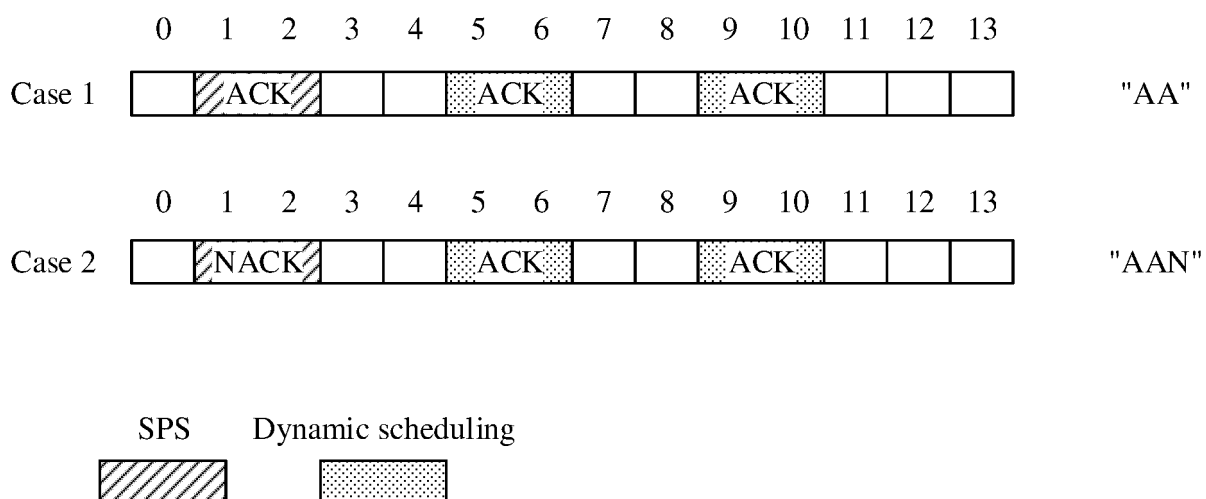 0 1 2 3 4 5 6 7 8 9 10 11 12 13
Case 1 ACK ACK ACK "AA"
0 1 2 3 4 5 6 7 8 9 10 11 12 13
Case 2 NACK ACK ACK "AAN"
SPS Dynamic scheduling